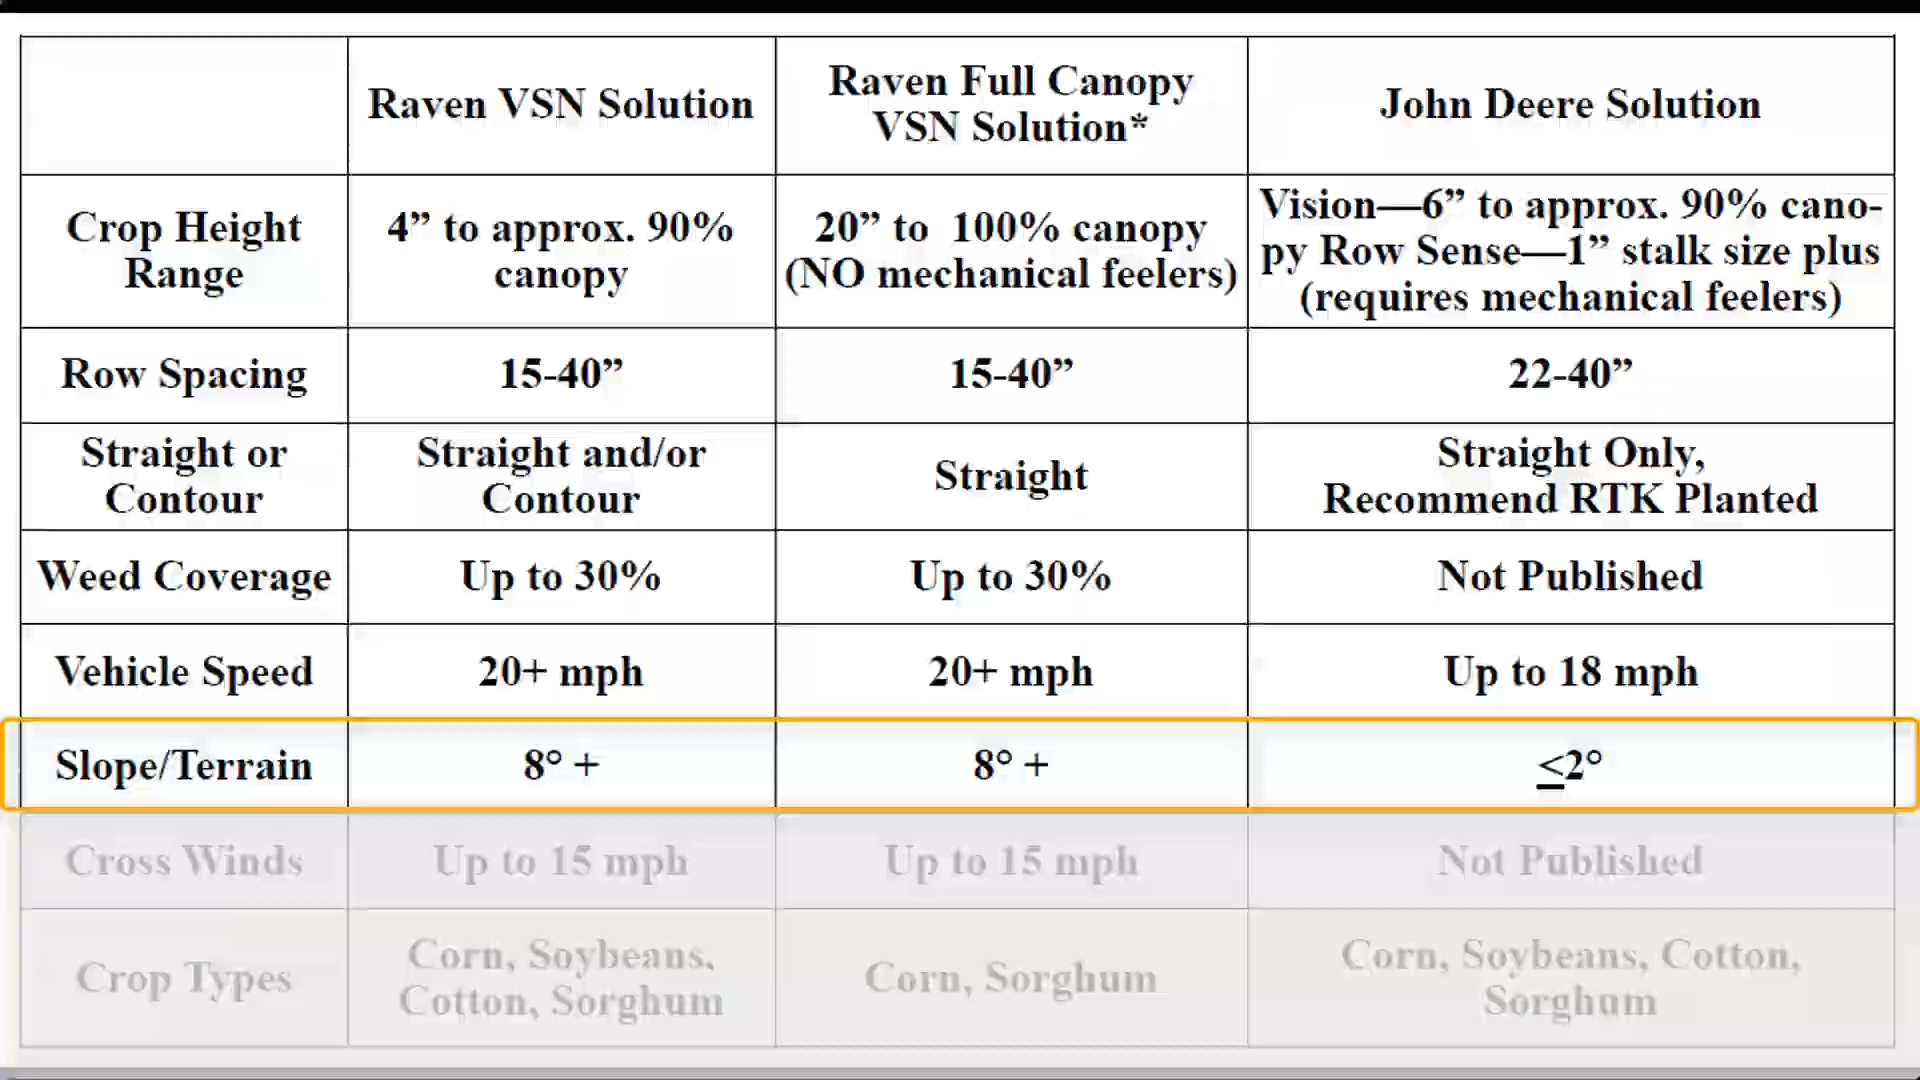 Raven VSN Solution
Raven Full Canopy
VSN Solution*
John Deere Solution
Crop Height
Range
4” to approx. 90%
canopy
20” to  100% canopy
(NO mechanical feelers)
Vision—6” to approx. 90% cano-
py Row Sense—1” stalk size plus
(requires mechanical feelers)
Row Spacing
15-40”
15-40”
22-40”
Straight or
Contour
Straight and/or
Contour
Straight
Straight Only,
Recommend RTK Planted
Weed Coverage
Up to 30%
Up to 30%
Not Published
Vehicle Speed
20+ mph
20+ mph
Up to 18 mph
Slope/Terrain
8° +
8° +
≤2°
Cross Winds
Up to 15 mph
Up to 15 mph
Not Published
Crop Types
Corn, Soybeans,
Cotton, Sorghum
Corn, Sorghum
Corn, Soybeans, Cotton,
Sorghum